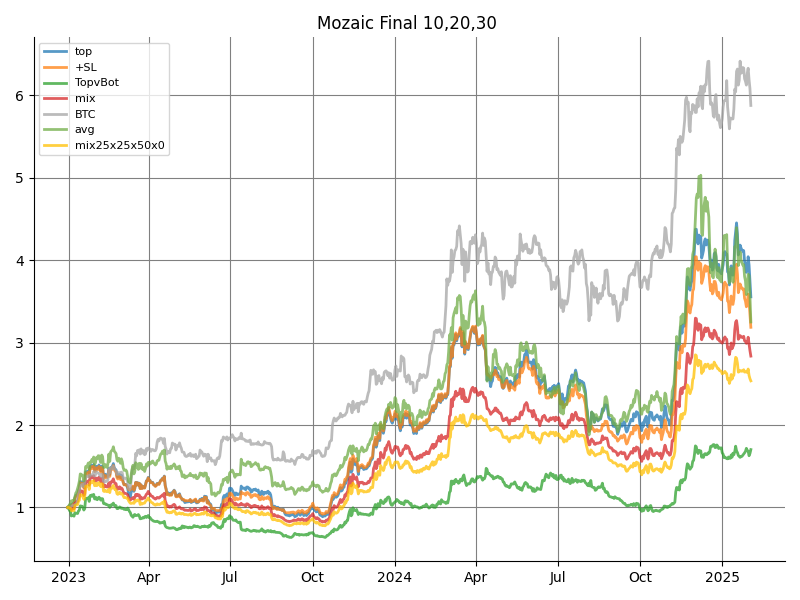 Mozaic Final 10,20,30
top
+SL
TopvBot
mix
BTC
avg
mix25x25x50x0
6
5
4
3
2
1
2023 Apr Jul Oct 2024 Apr Jul Oct 2025